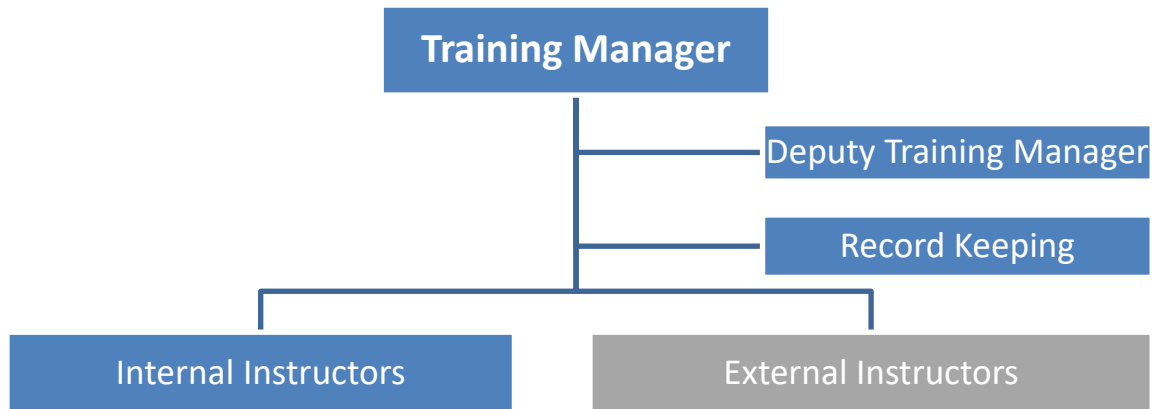 Training Manager
Deputy Training Manager
Record Keeping
Internal Instructors
External Instructors